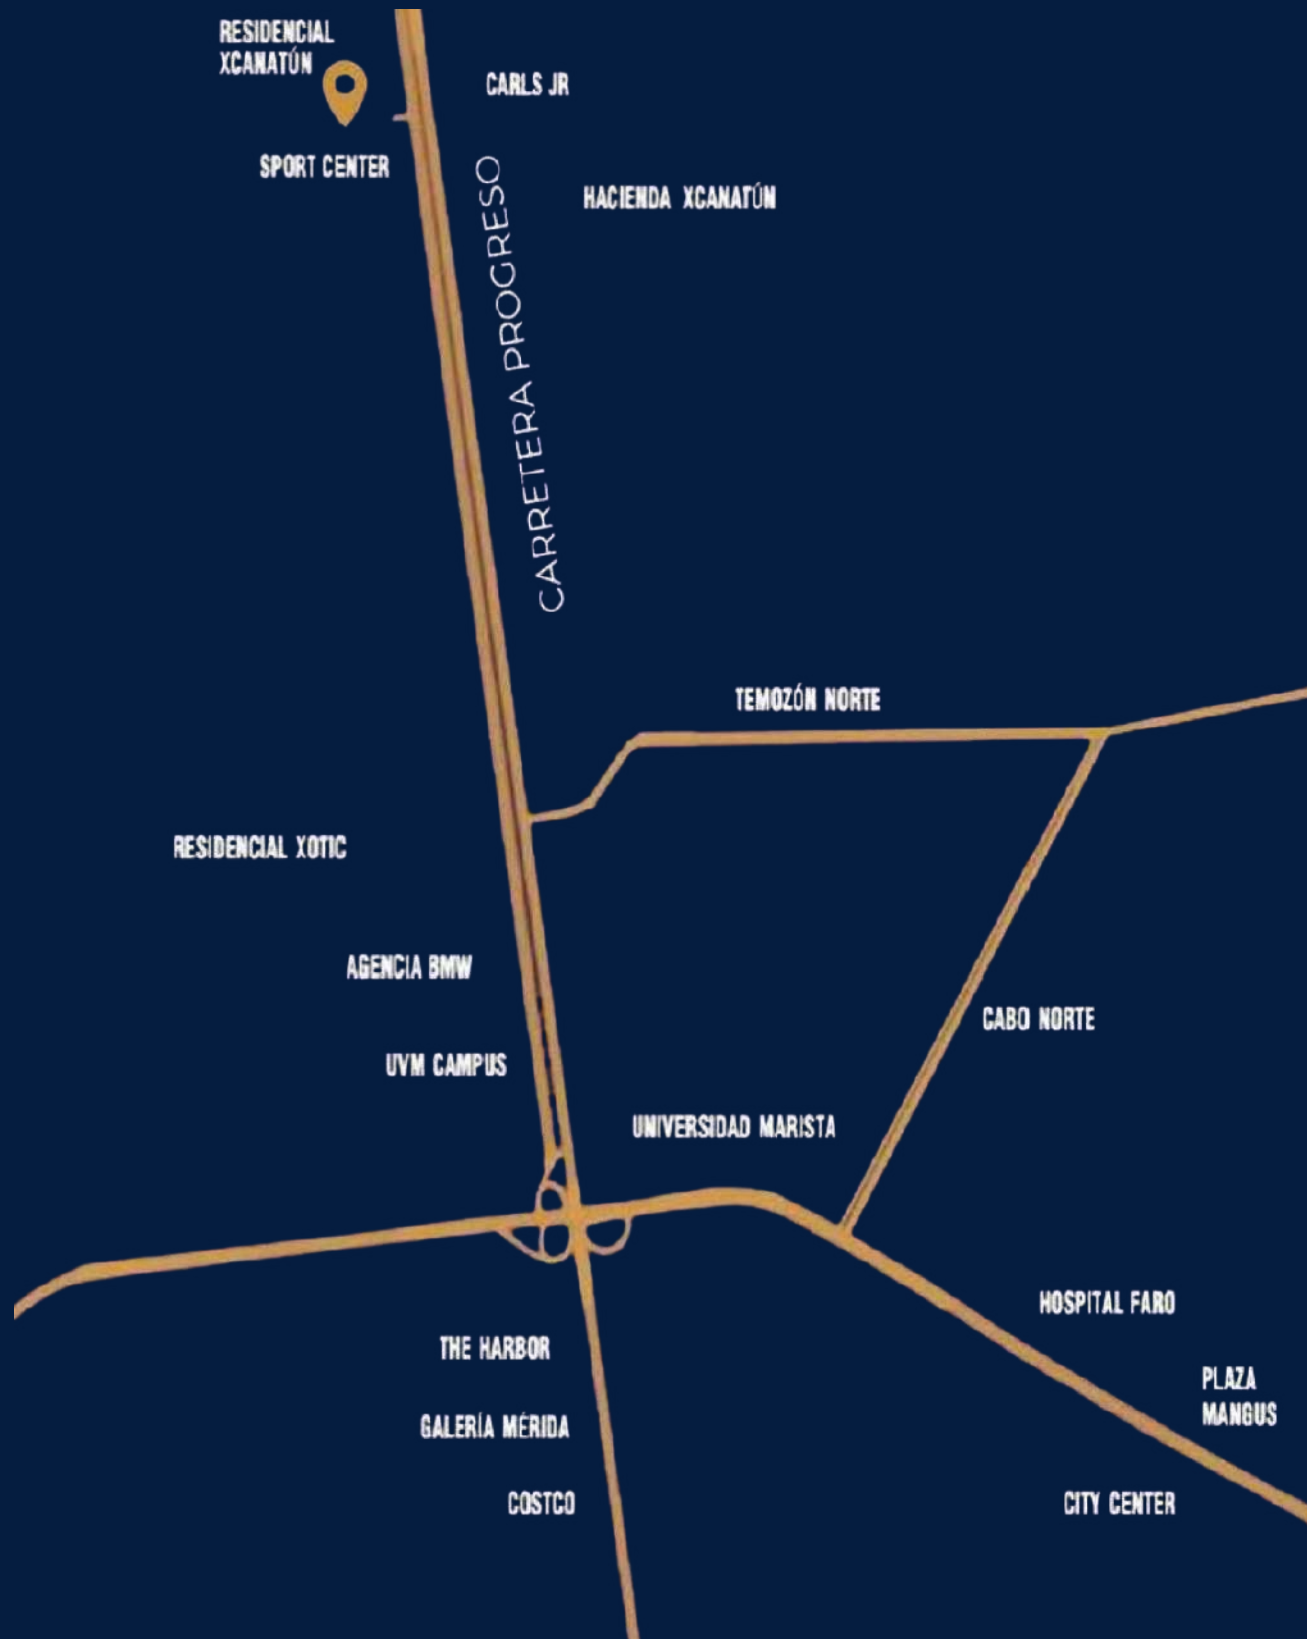 RESIDENCIAL
XCANATÚN
CARLS JR
SPORT CENTER
HACIENDA XCANATÚN
CARRETERA PROGRESO
TEMOZÓN NORTE
RESIDENCIAL XOTIC
AGENCIA BMW
CABO NORTE
UVM CAMPUS
UNIVERSIDAD MARISTA
HOSPITAL FARO
THE HARBOR
PLAZA
MANGUS
GALERÍA MÉRIDA
COSTCO
CITY CENTER